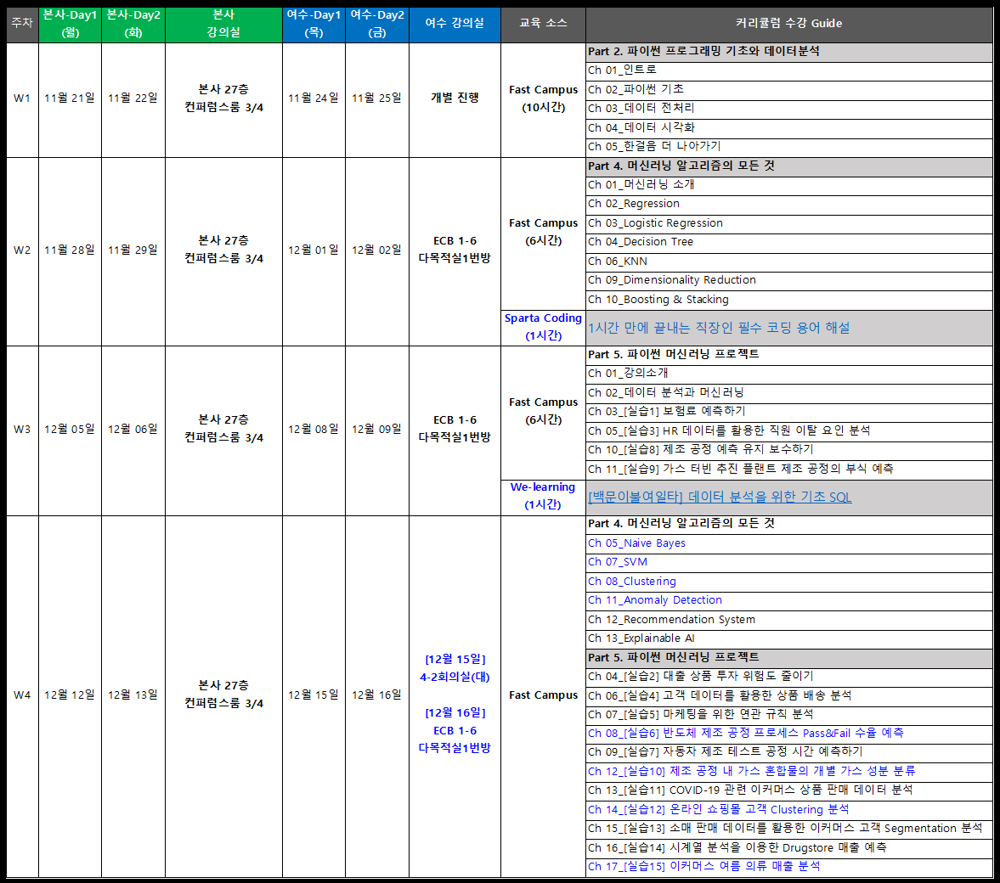 주차
본사-Day1
(월)
본사-Day2
(화)
본사
강의실
여수-Day1
(목)
여수-Day2
(금)
여수 강의실
교육 소스
커리큘럼 수강 Guide
W1
11월 21일
11월 22일
본사 27층
컨퍼런스룸 3/4
11월 24일
11월 25일
개별 진행
Fast Campus
(10시간)
Part 2. 파이썬 프로그래밍 기초와 데이터분석
Ch 01_인트로
Ch 02_파이썬 기초
Ch 03_데이터 전처리
Ch 04_데이터 시각화
Ch 05_한걸음 더 나아가기
W2
11월 28일
11월 29일
본사 27층
컨퍼런스룸 3/4
12월 01일
12월 02일
ECB 1-6
다목적실1번방
Fast Campus
(6시간)
Part 4. 머신러닝 알고리즘의 모든 것
Ch 01_머신러닝 소개
Ch 02_Regression
Ch 03_Logistic Regression
Ch 04_Decision Tree
Ch 06_KNN
Ch 09_Dimensionality Reduction
Ch 10_Boosting & Stacking
Sparta Coding
(1시간)
1시간 만에 끝내는 직장인 필수 코딩 용어 해설
W3
12월 05일
12월 06일
본사 27층
컨퍼런스룸 3/4
12월 08일
12월 09일
ECB 1-6
다목적실1번방
Fast Campus
(6시간)
Part 5. 파이썬 머신러닝 프로젝트
Ch 01_강의소개
Ch 02_데이터 분석과 머신러닝
Ch 03_[실습1] 보험료 예측하기
Ch 05_[실습3] HR 데이터를 활용한 직원 이탈 요인 분석
Ch 10_[실습8] 제조 공정 예측 유지 보수하기
Ch 11_[실습9] 가스 터빈 추진 플랜트 제조 공정의 부식 예측
We-learning
(1시간)
[백문이불여일타] 데이터 분석을 위한 기초 SQL
W4
12월 12일
12월 13일
본사 27층
컨퍼런스룸 3/4
12월 15일
12월 16일
[12월 15일]
4-2회의실(대)
[12월 16일]
ECB 1-6
다목적실1번방
Fast Campus
Part 4. 머신러닝 알고리즘의 모든 것
Ch 05_Naive Bayes
Ch 07_SVM
Ch 08_Clustering
Ch 11_Anomaly Detection
Ch 12_Recommendation System
Ch 13_Explainable AI
Part 5. 파이썬 머신러닝 프로젝트
Ch 04_[실습2] 대출 상품 투자 위험도 줄이기
Ch 06_[실습4] 고객 데이터를 활용한 상품 배송 분석
Ch 07_[실습5] 마케팅을 위한 연관 규칙 분석
Ch 08_[실습6] 반도체 제조 공정 프로세스 Pass&Fail 수율 예측
Ch 09_[실습7] 자동차 제조 테스트 공정 시간 예측하기
Ch 12_[실습10] 제조 공정 내 가스 혼합물의 개별 가스 성분 분류
Ch 13_[실습11] COVID-19 관련 이커머스 상품 판매 데이터 분석
Ch 14_[실습12] 온라인 쇼핑몰 고객 Clustering 분석
Ch 15_[실습13] 소매 판매 데이터를 활용한 이커머스 고객 Segmentation 분석
Ch 16_[실습14] 시계열 분석을 이용한 Drugstore 매출 예측
Ch 17_[실습15] 이커머스 여름 의류 매출 분석